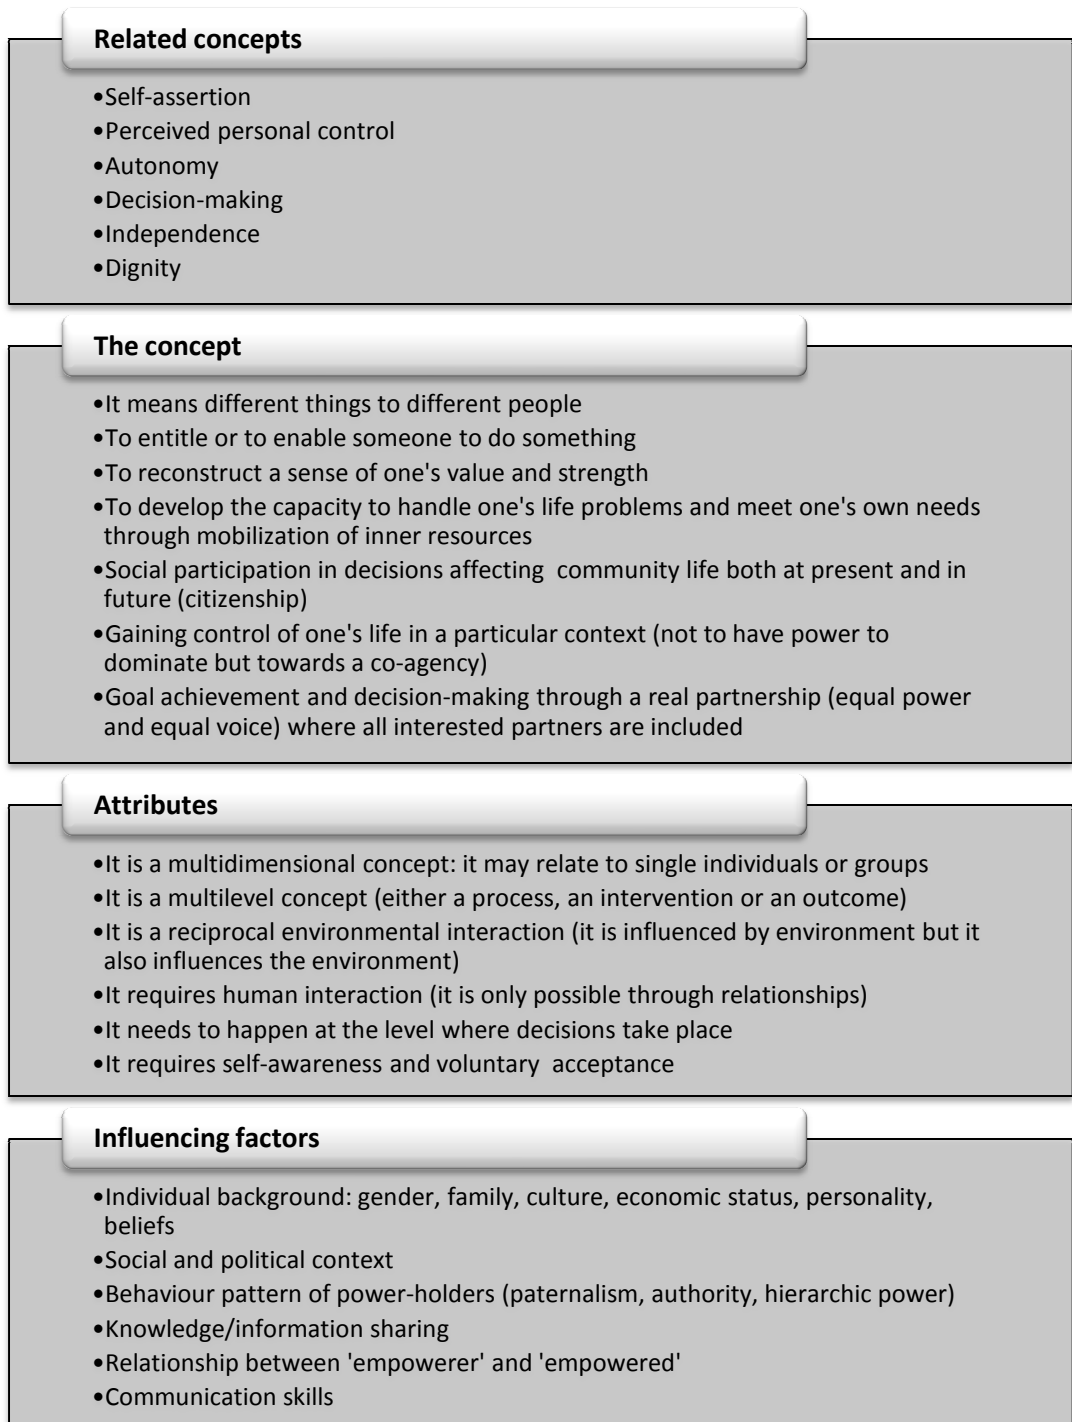 Related concepts
•Self-assertion
•Perceived personal control
•Autonomy
•Decision-making
•Independence
•Dignity
The concept
•It means different things to different people
•To entitle or to enable someone to do something
•To reconstruct a sense of one's value and strength
•To develop the capacity to handle one's life problems and meet one's own needs
through mobilization of inner resources
•Social participation in decisions affecting  community life both at present and in
future (citizenship)
•Gaining control of one's life in a particular context (not to have power to
dominate but towards a co-agency)
•Goal achievement and decision-making through a real partnership (equal power
and equal voice) where all interested partners are included
Attributes
•It is a multidimensional concept: it may relate to single individuals or groups
•It is a multilevel concept (either a process, an intervention or an outcome)
•It is a reciprocal environmental interaction (it is influenced by environment but it
also influences the environment)
•It requires human interaction (it is only possible through relationships)
•It needs to happen at the level where decisions take place
•It requires self-awareness and voluntary  acceptance
Influencing factors
•Individual background: gender, family, culture, economic status, personality,
beliefs
•Social and political context
•Behaviour pattern of power-holders (paternalism, authority, hierarchic power)
•Knowledge/information sharing
•Relationship between 'empowerer' and 'empowered'
•Communication skills